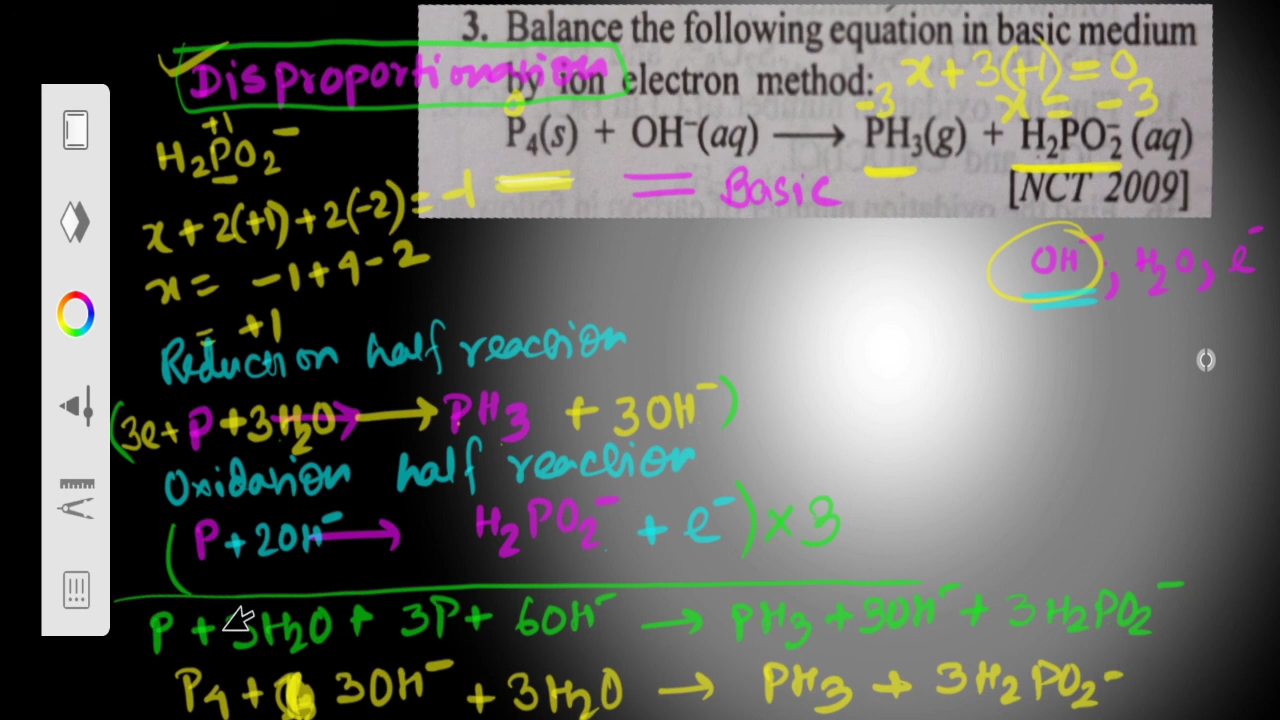 3. Balance the following equation in basic medium
by ion electron method:
P₄(s) + OH⁻(aq) ⟶ PH₃(g) + H₂PO₂⁻ (aq)
[NCT 2009]
Disproportionation
x + 3(+1) = 0
x = -3
0
-3
Basic
+1
H₂PO₂⁻
x + 2(+1) + 2(-2) = -1
x = -1 + 4 - 2
= +1
OH⁻, H₂O, e⁻
Reduction half reaction
(3e + P + 3H₂O → PH₃ + 3OH⁻)
Oxidation half reaction
(P + 2OH⁻ → H₂PO₂⁻ + e⁻) × 3
P + 3H₂O + 3P + 6OH⁻ → PH₃ + 3OH⁻ + 3H₂PO₂⁻
P₄ + 3OH⁻ + 3H₂O → PH₃ + 3H₂PO₂⁻